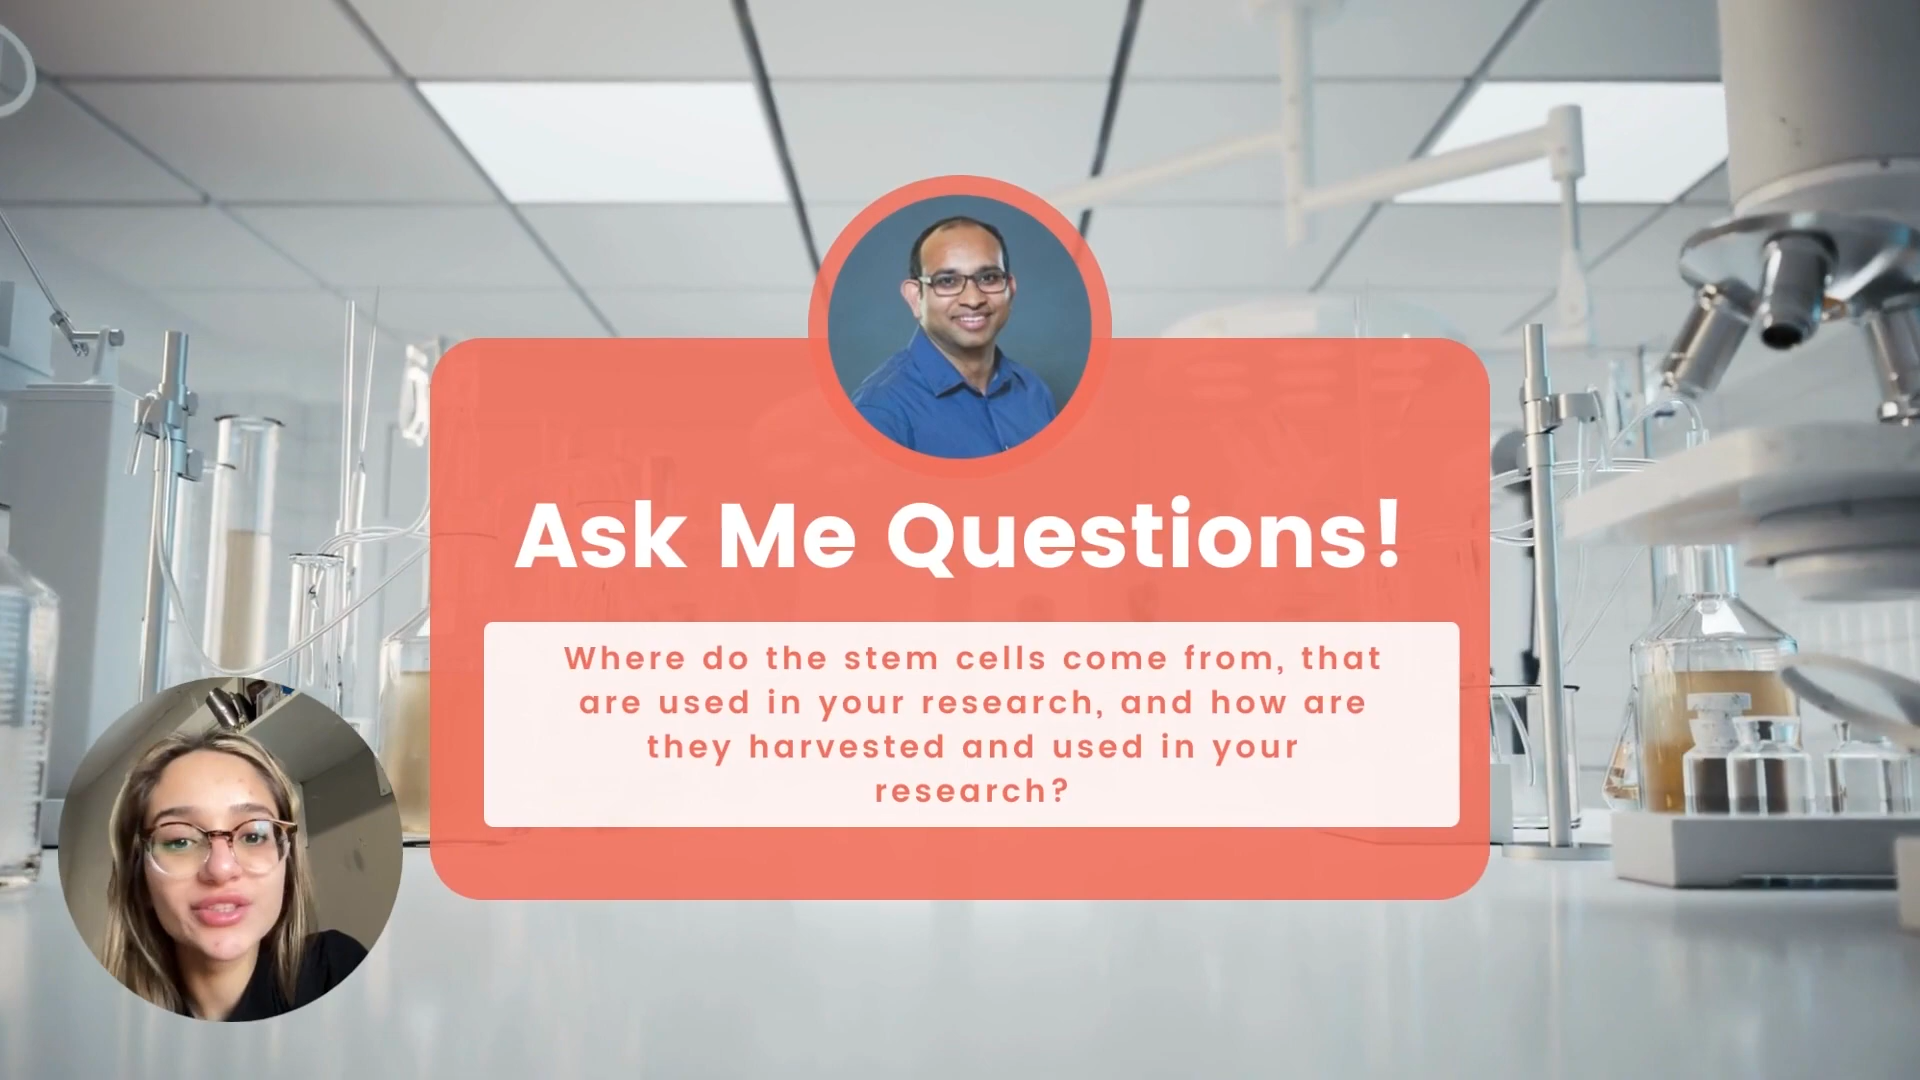 Ask Me Questions!
Where do the stem cells come from, that
are used in your research, and how are
they harvested and used in your
research?